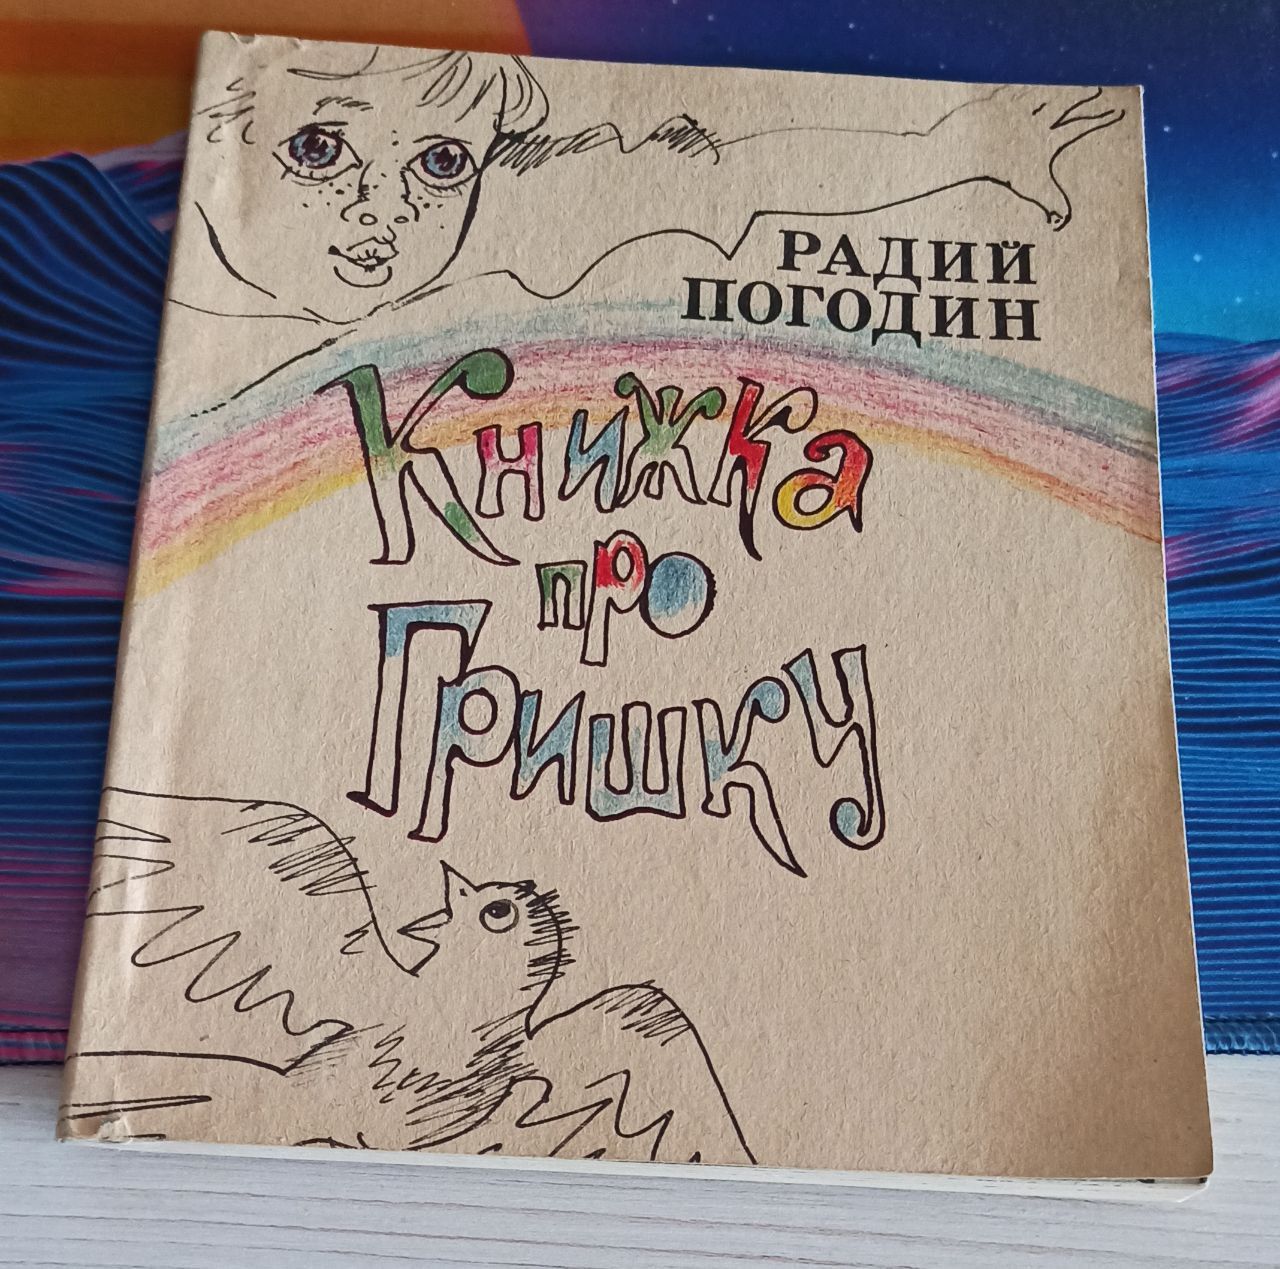 РАДИЙ
ПОГОДИН
Книжка
про
Гришку